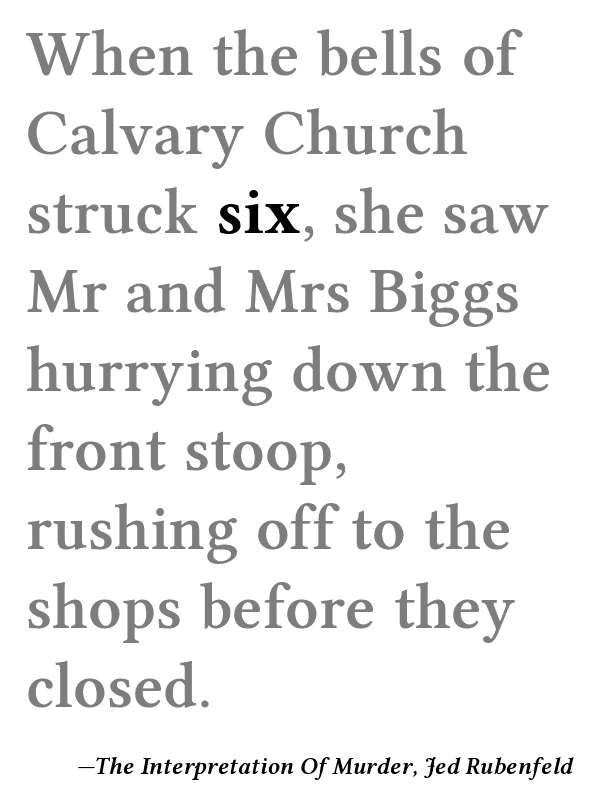 When the bells of
Calvary Church
struck six, she saw
Mr and Mrs Biggs
hurrying down the
front stoop,
rushing off to the
shops before they
closed.
—The Interpretation Of Murder, Jed Rubenfeld